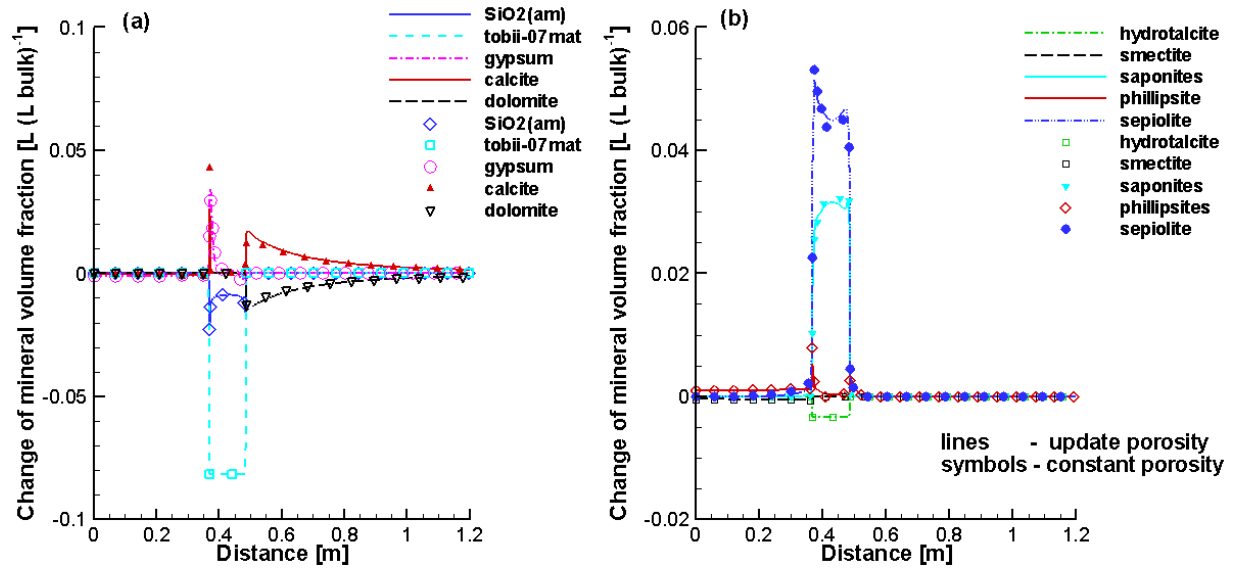 (a)
SiO2(am)
tobii-07mat
gypsum
calcite
dolomite
SiO2(am)
tobii-07mat
gypsum
calcite
dolomite
0.1
0.05
0
-0.05
-0.1
Change of mineral volume fraction [L (L bulk)-1]
0
0.2
0.4
0.6
0.8
1
1.2
Distance [m]
(b)
hydrotalcite
smectite
saponites
phillipsite
sepiolite
hydrotalcite
smectite
saponites
phillipsites
sepiolite
lines - update porosity
symbols - constant porosity
0.06
0.04
0.02
0
-0.02
Change of mineral volume fraction [L (L bulk)-1]
0
0.2
0.4
0.6
0.8
1
1.2
Distance [m]